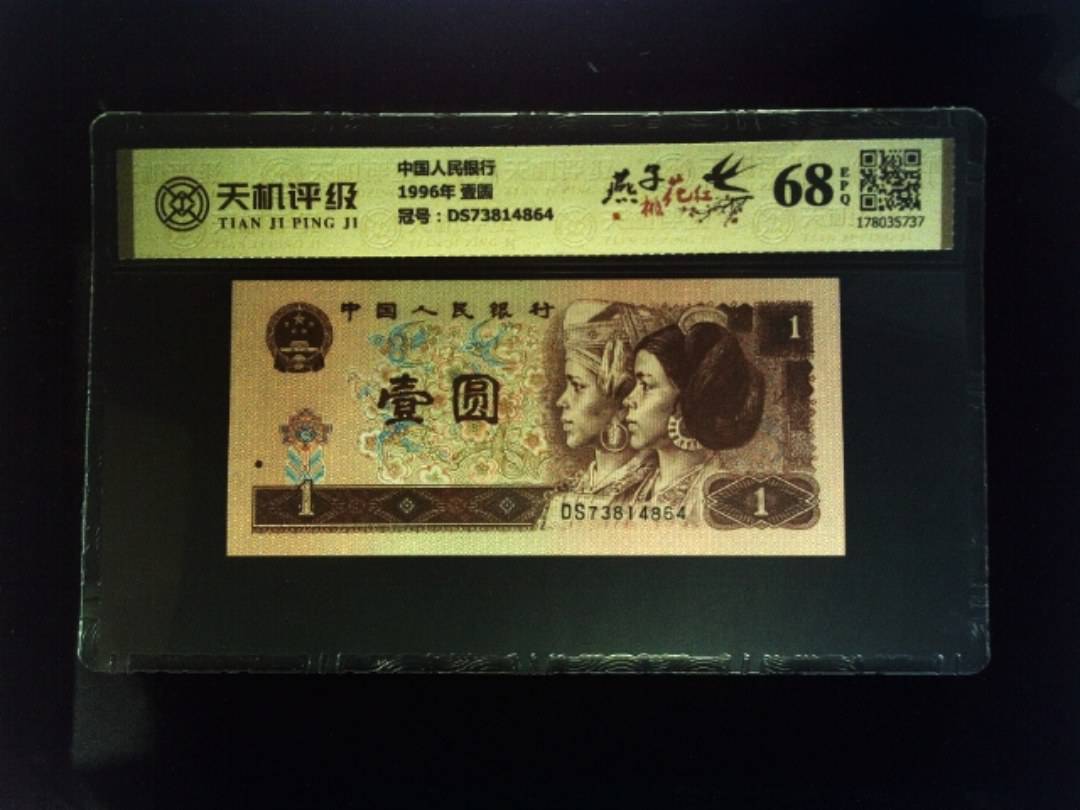 天机评级
TIAN JI PING JI
中国人民银行
1996年 壹圆
冠号：DS73814864
燕子
桃花红
68
EPQ
178035737
中国人民银行
1
壹圆
1
DS73814864
1